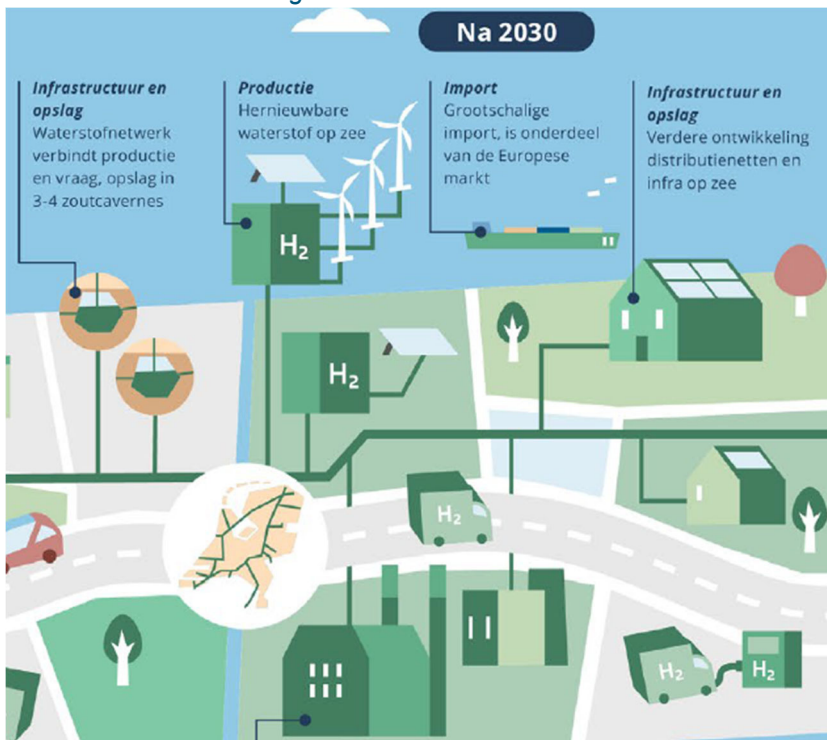 Na 2030
Infrastructuur en
opslag
Waterstofnetwerk
verbindt productie
en vraag, opslag in
3-4 zoutcavernes
Productie
Hernieuwbare
waterstof op zee
Import
Grootschalige
import, is onderdeel
van de Europese
markt
Infrastructuur en
opslag
Verdere ontwikkeling
distributienetten en
infra op zee
H₂
H₂
H₂
H₂
H₂